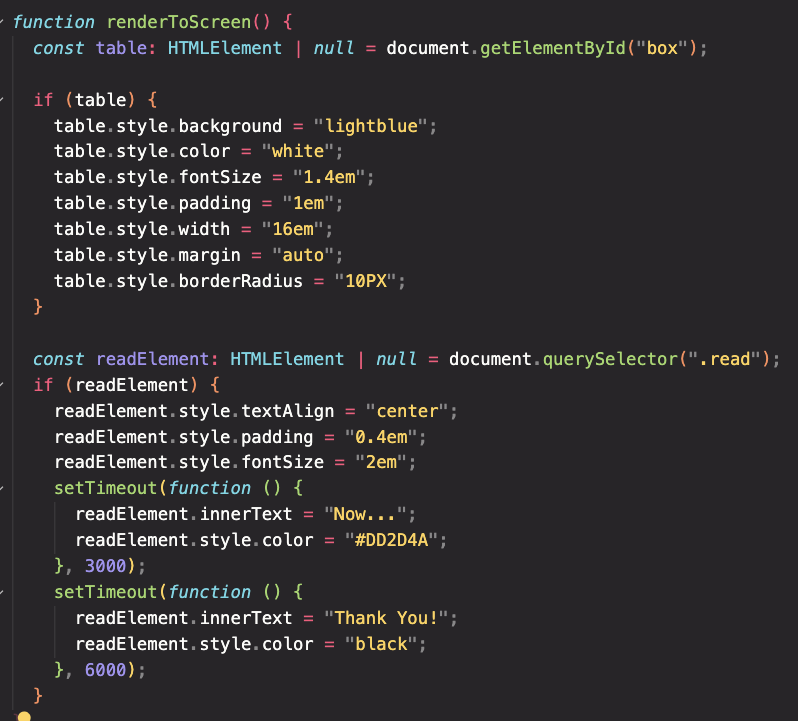 function renderToScreen() {
const table: HTMLElement | null = document.getElementById("box");
if (table) {
table.style.background = "lightblue";
table.style.color = "white";
table.style.fontSize = "1.4em";
table.style.padding = "1em";
table.style.width = "16em";
table.style.margin = "auto";
table.style.borderRadius = "10PX";
}
const readElement: HTMLElement | null = document.querySelector(".read");
if (readElement) {
readElement.style.textAlign = "center";
readElement.style.padding = "0.4em";
readElement.style.fontSize = "2em";
setTimeout(function () {
readElement.innerText = "Now...";
readElement.style.color = "#DD2D4A";
}, 3000);
setTimeout(function () {
readElement.innerText = "Thank You!";
readElement.style.color = "black";
}, 6000);
}